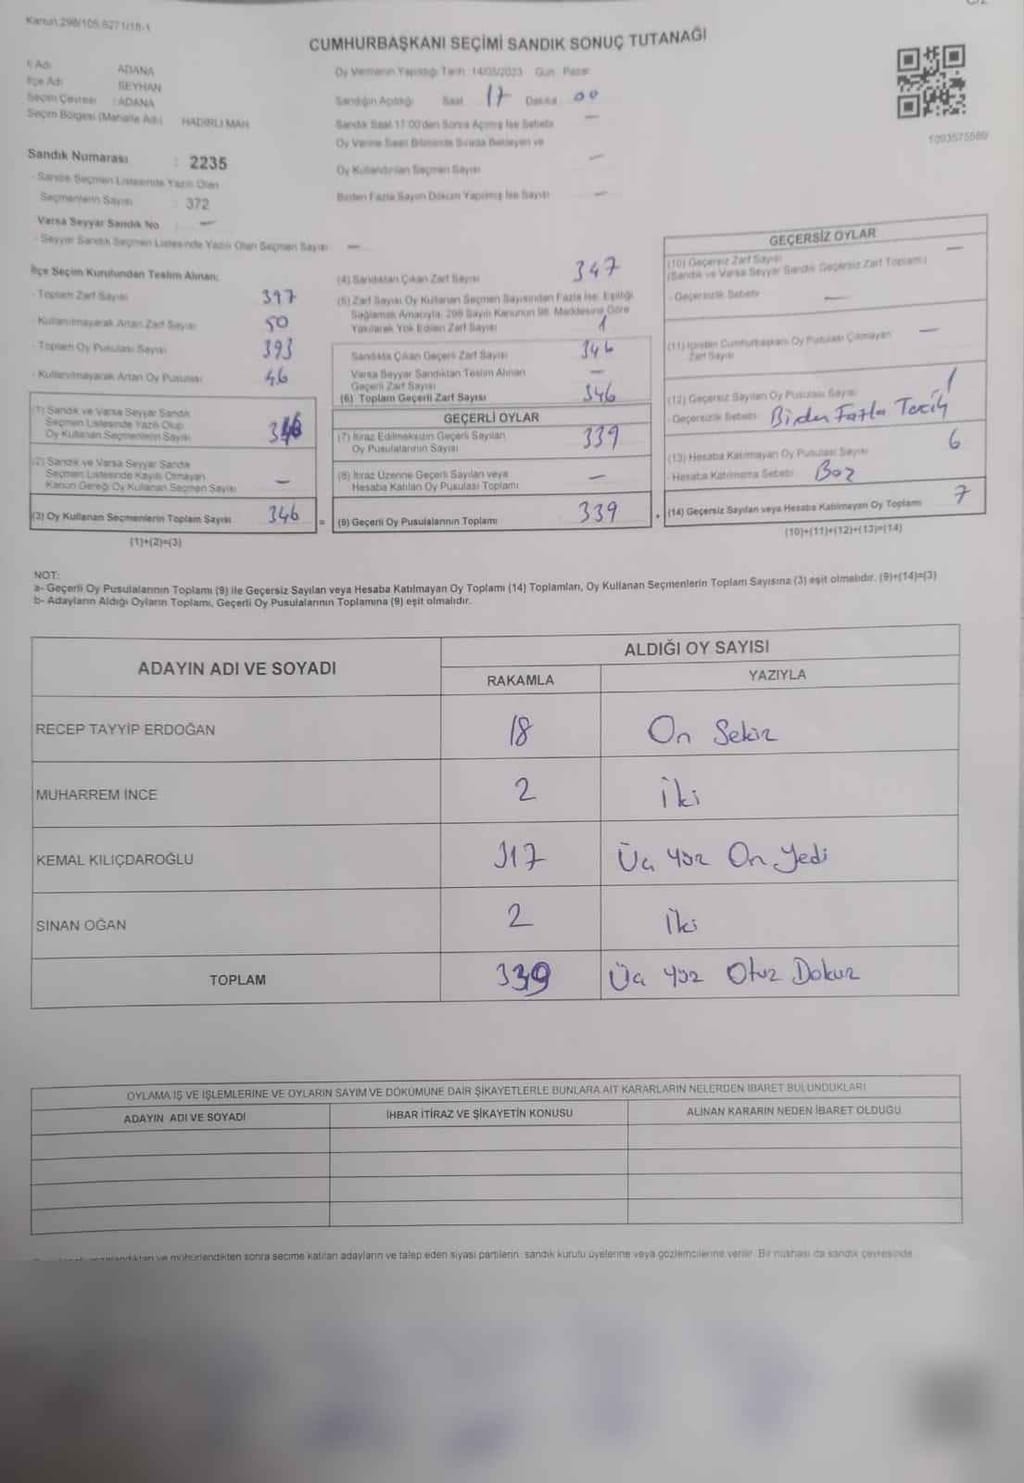 Kanun:298/105,6271/18-1
C/2
CUMHURBAŞKANI SEÇİMİ SANDIK SONUÇ TUTANAĞI
İl Adı ADANA
İlçe Adı SEYHAN
Seçim Çevresi : ADANA
Seçim Bölgesi (Mahalle Adı) HADIRLI MAH
Oy Vermenin Yapıldığı Tarih 14/05/2023 Gün Pazar
Sandığın Açıldığı Saat 17 Dakika 00
Sandık Saat 17:00'den Sonra Açılmış İse Sebebi —
Oy Verme Saati Bitiminde Sırada Bekleyen ve
Oy Kullandırılan Seçmen Sayısı —
Birden Fazla Sayım Döküm Yapılmış İse Sayısı —
Sandık Numarası : 2235
- Sandık Seçmen Listesinde Yazılı Olan
Seçmenlerin Sayısı : 372
Varsa Seyyar Sandık No —
- Seyyar Sandık Seçmen Listesinde Yazılı Olan Seçmen Sayısı —
İlçe Seçim Kurulundan Teslim Alınan;
- Toplam Zarf Sayısı 397
- Kullanılmayarak Artan Zarf Sayısı 50
- Toplam Oy Pusulası Sayısı 393
- Kullanılmayarak Artan Oy Pusulası 46
(1) Sandık ve Varsa Seyyar Sandık
Seçmen Listesinde Yazılı Olup
Oy Kullanan Seçmenlerin Sayısı 346
(2) Sandık ve Varsa Seyyar Sandık
Seçmen Listesinde Kayıtlı Olmayan
Kanun Gereği Oy Kullanan Seçmen Sayısı —
(3) Oy Kullanan Seçmenlerin Toplam Sayısı 346
(1)+(2)=(3)
(4) Sandıktan Çıkan Zarf Sayısı 347
(5) Zarf Sayısı Oy Kullanan Seçmen Sayısından Fazla İse, Eşitliği
Sağlamak Amacıyla, 298 Sayılı Kanunun 98. Maddesine Göre
Yakılarak Yok Edilen Zarf Sayısı 1
Sandıkta Çıkan Geçerli Zarf Sayısı 346
Varsa Seyyar Sandıktan Teslim Alınan
Geçerli Zarf Sayısı —
(6) Toplam Geçerli Zarf Sayısı 346
GEÇERLİ OYLAR
(7) İtiraz Edilmeksizin Geçerli Sayılan
Oy Pusulalarının Sayısı 339
(8) İtiraz Üzerine Geçerli Sayılan veya
Hesaba Katılan Oy Pusulası Toplamı —
= (9) Geçerli Oy Pusulalarının Toplamı 339
GEÇERSİZ OYLAR
(10) Geçersiz Zarf Sayısı —
(Sandık ve Varsa Seyyar Sandık Geçersiz Zarf Toplamı)
- Geçersizlik Sebebi —
(11) İçinden Cumhurbaşkanı Oy Pusulası Çıkmayan
Zarf Sayısı —
(12) Geçersiz Sayılan Oy Pusulası Sayısı 1
- Geçersizlik Sebebi Birden Fazla Tercih
(13) Hesaba Katılmayan Oy Pusulası Sayısı 6
- Hesaba Katılmama Sebebi Boz
+ (14) Geçersiz Sayılan veya Hesaba Katılmayan Oy Toplamı 7
(10)+(11)+(12)+(13)=(14)
NOT:
a- Geçerli Oy Pusulalarının Toplamı (9) ile Geçersiz Sayılan veya Hesaba Katılmayan Oy Toplamı (14) Toplamları, Oy Kullanan Seçmenlerin Toplam Sayısına (3) eşit olmalıdır. (9)+(14)=(3)
b- Adayların Aldığı Oyların Toplamı, Geçerli Oy Pusulalarının Toplamına (9) eşit olmalıdır.
ADAYIN ADI VE SOYADI
ALDIĞI OY SAYISI
RAKAMLA YAZIYLA
RECEP TAYYİP ERDOĞAN 18 On Sekiz
MUHARREM İNCE 2 İki
KEMAL KILIÇDAROĞLU 317 Üç yüz On Yedi
SİNAN OĞAN 2 İki
TOPLAM 339 Üç yüz Otuz Dokuz
OYLAMA İŞ VE İŞLEMLERİNE VE OYLARIN SAYIM VE DÖKÜMÜNE DAİR ŞİKAYETLERLE BUNLARA AİT KARARLARIN NELERDEN İBARET BULUNDUKLARI
ADAYIN ADI VE SOYADI İHBAR İTİRAZ VE ŞİKAYETİN KONUSU ALINAN KARARIN NEDEN İBARET OLDUĞU
ve mühürlendikten sonra seçime katılan adayların ve talep eden siyasi partilerin sandık kurulu üyelerine veya gözlemcilerine verilir. Bir nüshası da sandık çevresinde